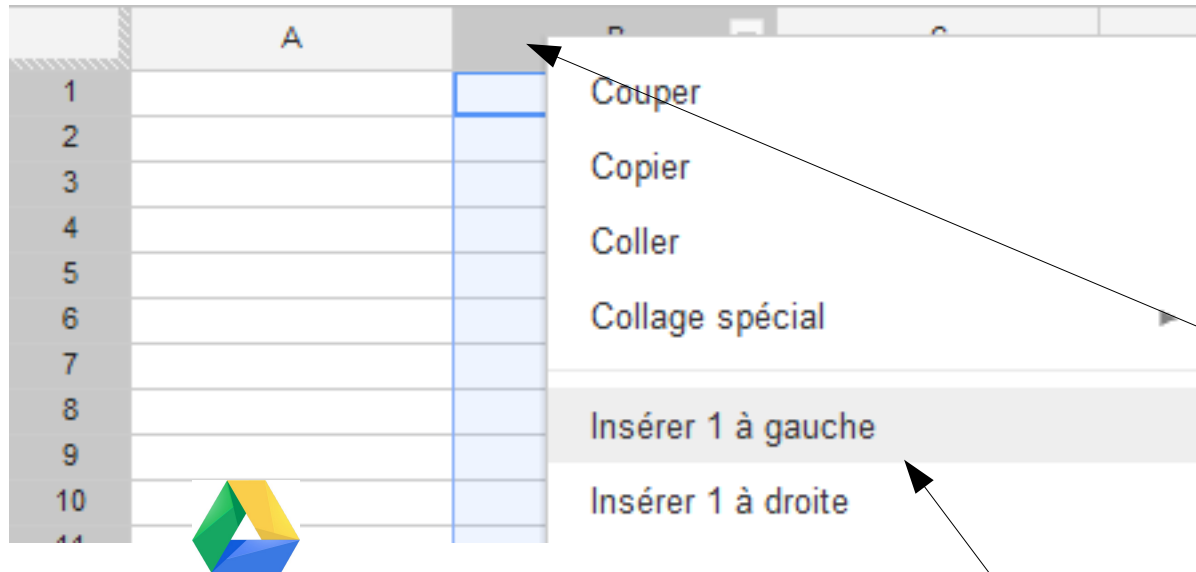 A B C
1
2
3
4
5
6
7
8
9
10
11
Couper
Copier
Coller
Collage spécial
Insérer 1 à gauche
Insérer 1 à droite